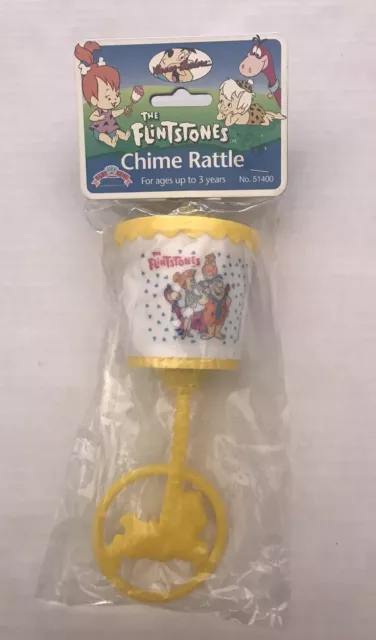 THE
FLINTSTONES
Chime Rattle
For ages up to 3 years
No. 51400
THE
FLINTSTONES